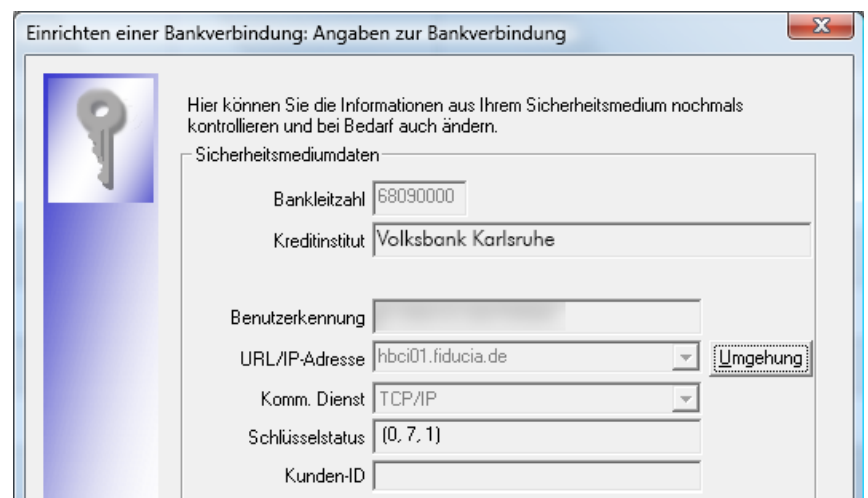 Einrichten einer Bankverbindung: Angaben zur Bankverbindung
Hier können Sie die Informationen aus Ihrem Sicherheitsmedium nochmals
kontrollieren und bei Bedarf auch ändern.
Sicherheitsmediumdaten
Bankleitzahl 68090000
Kreditinstitut Volksbank Karlsruhe
Benutzerkennung
URL/IP-Adresse hbci01.fiducia.de Umgehung
Komm. Dienst TCP/IP
Schlüsselstatus (0, 7, 1)
Kunden-ID